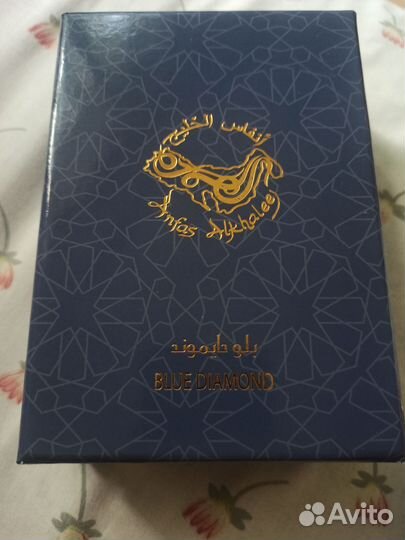 أنفاس الخليج
Anfas Alkhaleej
بلو دايموند
BLUE DIAMOND
Avito